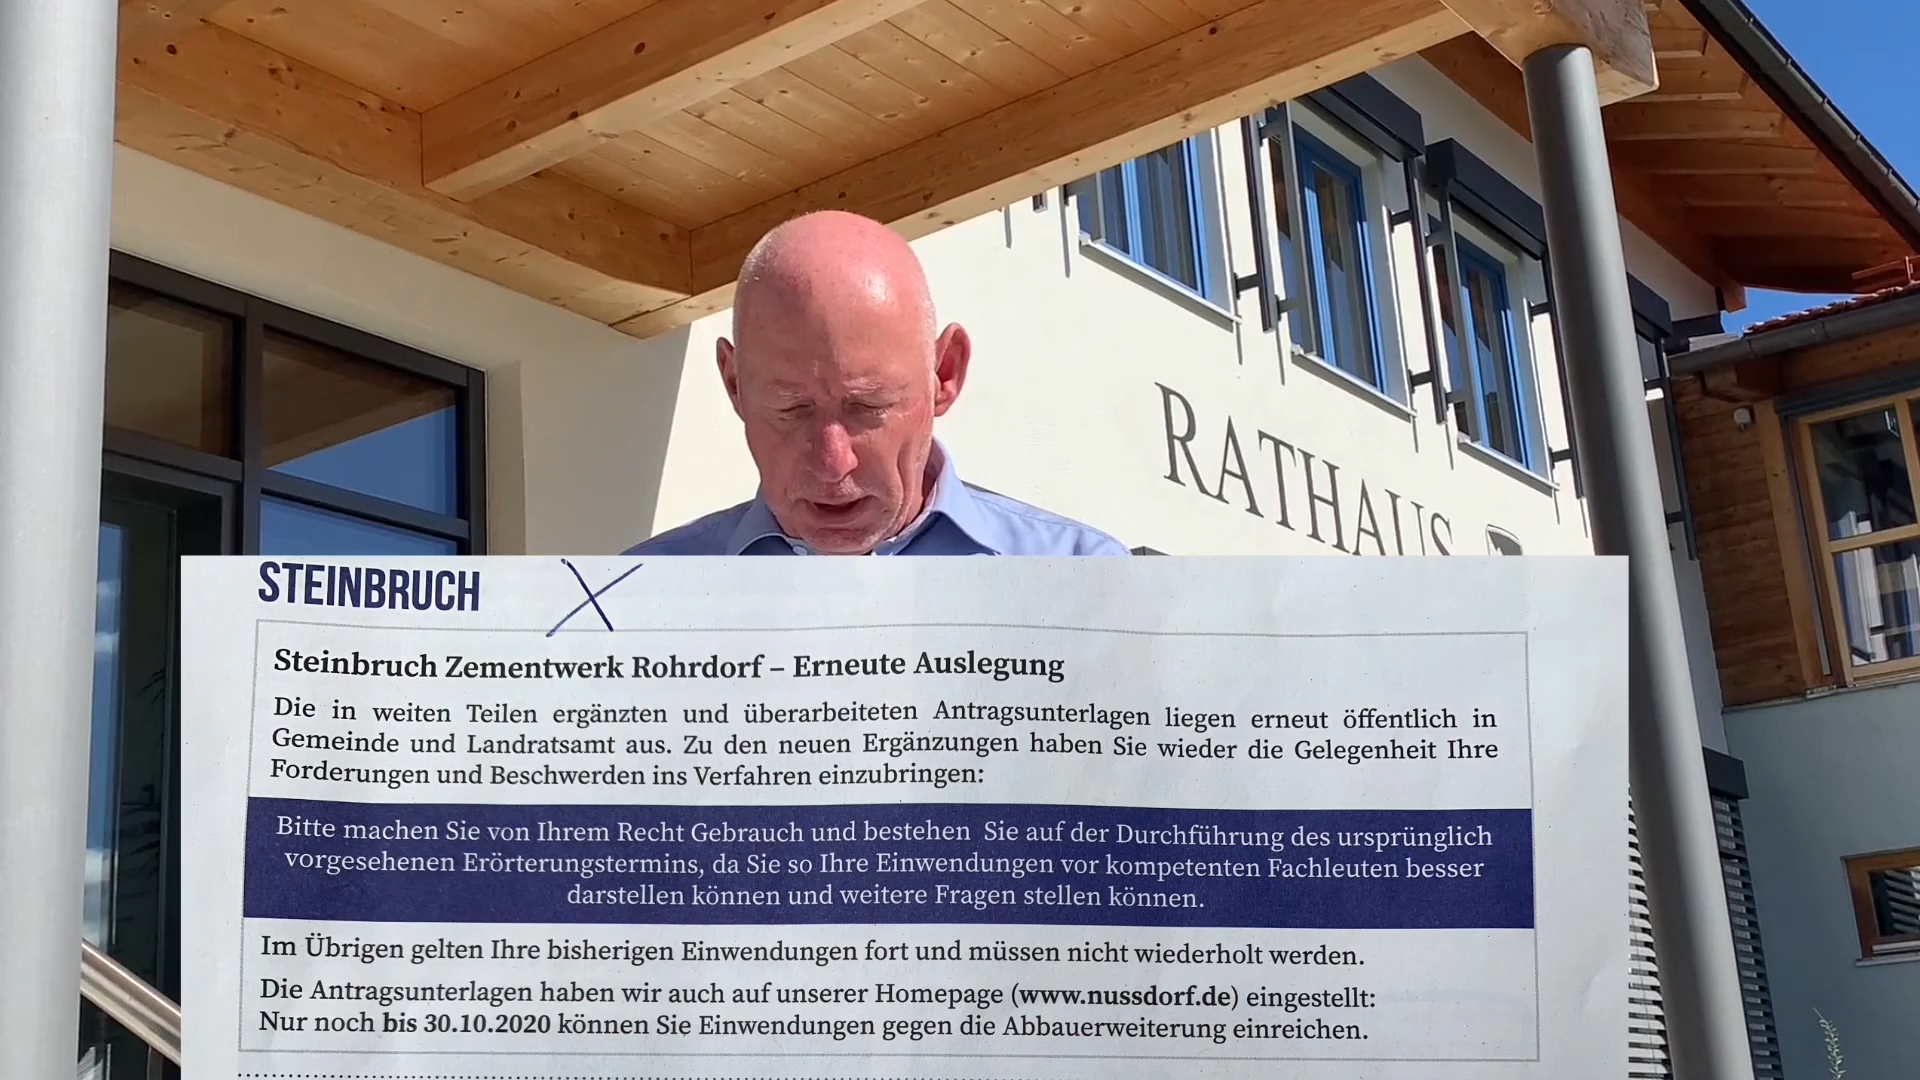 RATHAUS
STEINBRUCH
Steinbruch Zementwerk Rohrdorf – Erneute Auslegung
Die in weiten Teilen ergänzten und überarbeiteten Antragsunterlagen liegen erneut öffentlich in
Gemeinde und Landratsamt aus. Zu den neuen Ergänzungen haben Sie wieder die Gelegenheit Ihre
Forderungen und Beschwerden ins Verfahren einzubringen:
Bitte machen Sie von Ihrem Recht Gebrauch und bestehen Sie auf der Durchführung des ursprünglich
vorgesehenen Erörterungstermins, da Sie so Ihre Einwendungen vor kompetenten Fachleuten besser
darstellen können und weitere Fragen stellen können.
Im Übrigen gelten Ihre bisherigen Einwendungen fort und müssen nicht wiederholt werden.
Die Antragsunterlagen haben wir auch auf unserer Homepage (www.nussdorf.de) eingestellt:
Nur noch bis 30.10.2020 können Sie Einwendungen gegen die Abbauerweiterung einreichen.